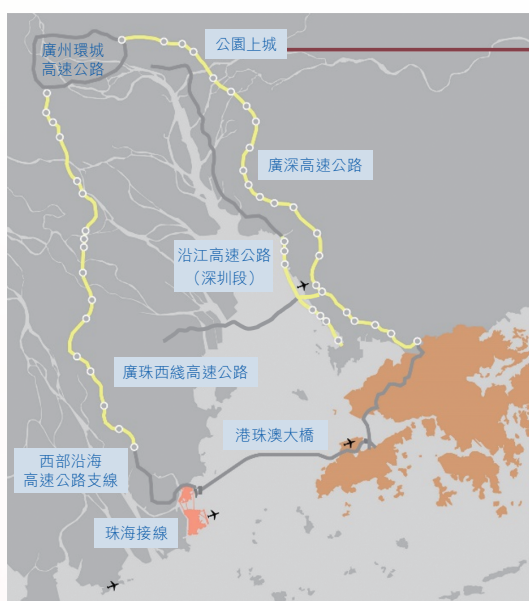 廣州環城
高速公路
公園上城
廣深高速公路
沿江高速公路
（深圳段）
廣珠西綫高速公路
港珠澳大橋
西部沿海
高速公路支線
珠海接線